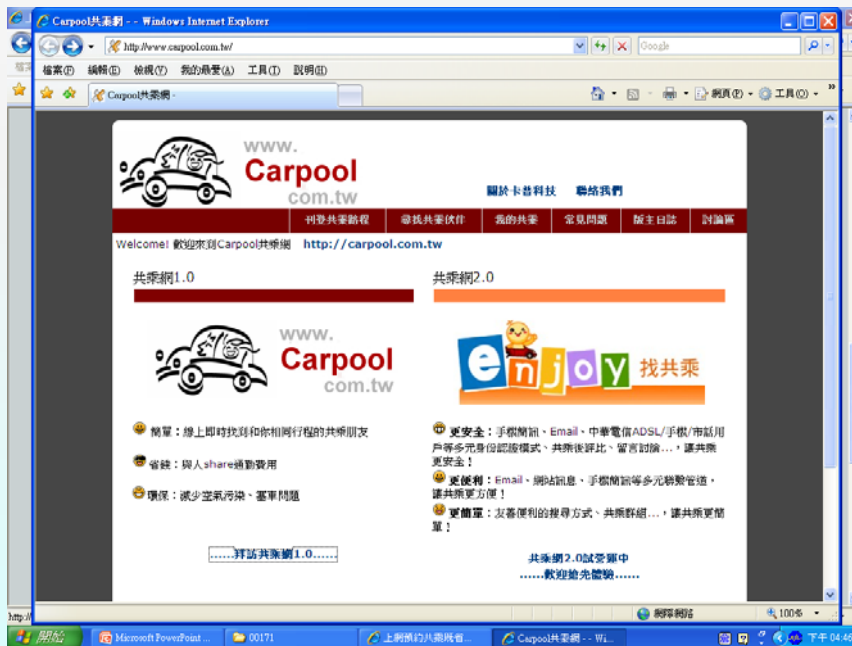 Carpool共乘網 - - Windows Internet Explorer
http://www.carpool.com.tw/
Google
檔案(F) 編輯(E) 檢視(V) 我的最愛(A) 工具(T) 說明(H)
Carpool共乘網 -
網頁(P) 工具(O)
www.
Carpool
com.tw
關於卡普科技 聯絡我們
刊登共乘路程 尋找共乘伙伴 我的共乘 常見問題 版主日誌 討論區
Welcome! 歡迎來到Carpool共乘網 http://carpool.com.tw
共乘網1.0
www.
Carpool
com.tw
簡單：線上即時找到和你相同行程的共乘朋友
省錢：與人share通勤費用
環保：減少空氣污染、塞車問題
......拜訪共乘網1.0......
共乘網2.0
enjoy 找共乘
更安全：手機簡訊、Email、中華電信ADSL/手機/市話用
戶等多元身份認證模式、共乘後評比、留言討論...，讓共乘
更安全！
更便利：Email、網站訊息、手機簡訊等多元聯繫管道，
讓共乘更方便！
更簡單：友善便利的搜尋方式、共乘群組...，讓共乘更簡
單！
共乘網2.0試營運中
......歡迎搶先體驗......
http://
網際網路 100%
開始 Microsoft PowerPoint ... 00171 上網預約共乘既省... Carpool共乘網 - - Wi... 下午 04:46